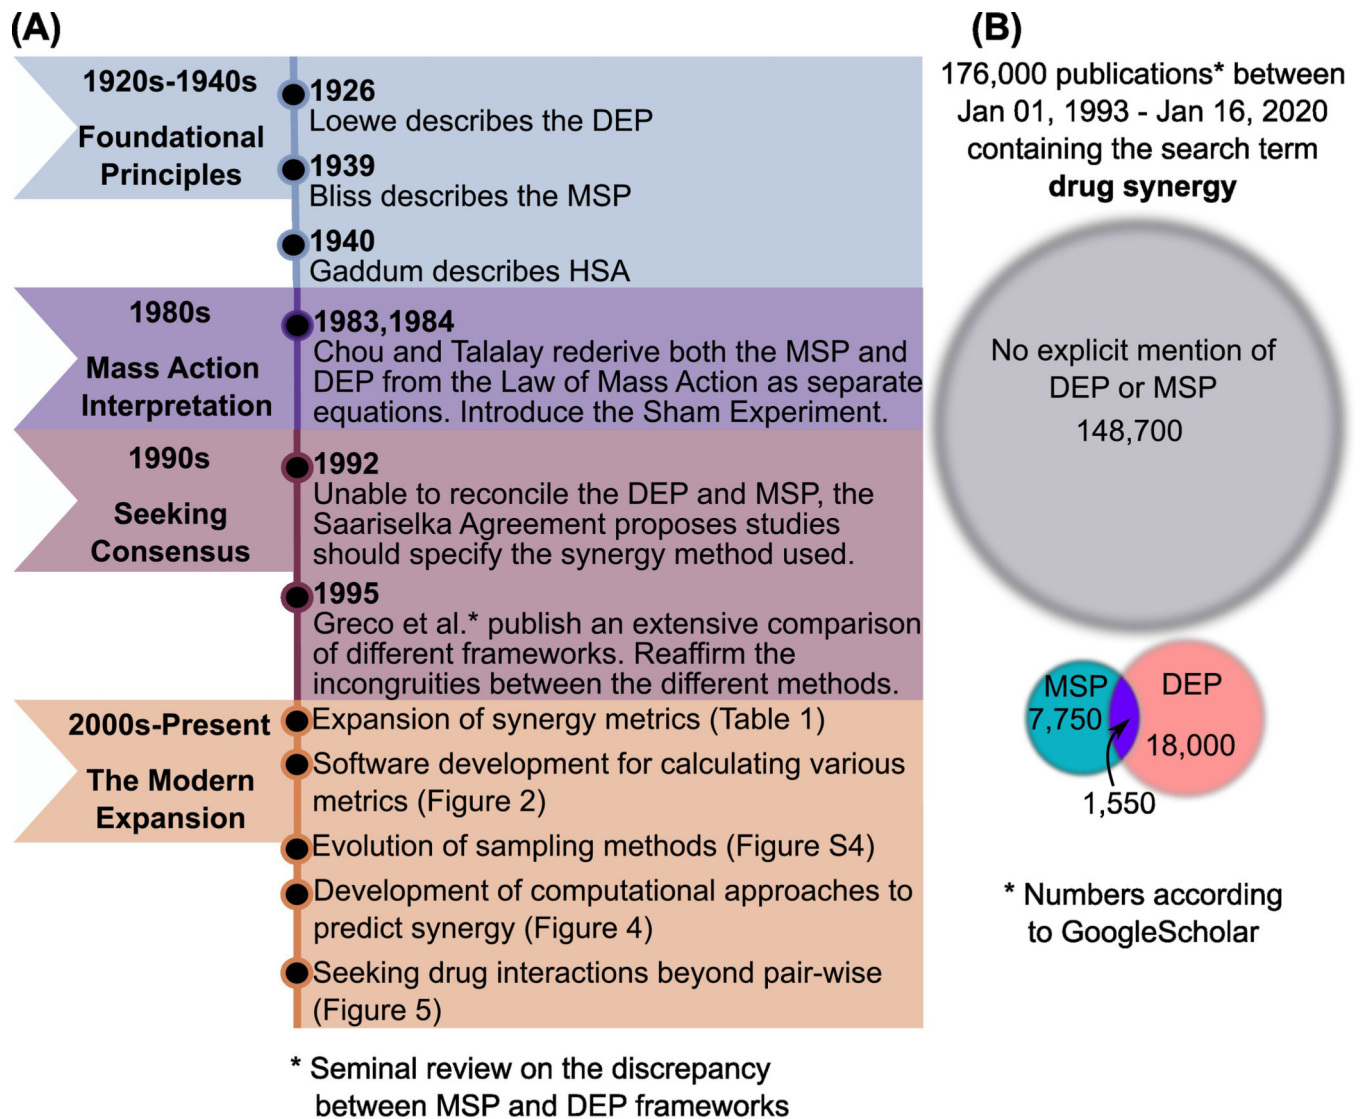 (A)
1920s-1940s
Foundational
Principles
1926
Loewe describes the DEP
1939
Bliss describes the MSP
1940
Gaddum describes HSA
1980s
Mass Action
Interpretation
1983,1984
Chou and Talalay rederive both the MSP and
DEP from the Law of Mass Action as separate
equations. Introduce the Sham Experiment.
1990s
Seeking
Consensus
1992
Unable to reconcile the DEP and MSP, the
Saariselka Agreement proposes studies
should specify the synergy method used.
1995
Greco et al.* publish an extensive comparison
of different frameworks. Reaffirm the
incongruities between the different methods.
2000s-Present
The Modern
Expansion
Expansion of synergy metrics (Table 1)
Software development for calculating various
metrics (Figure 2)
Evolution of sampling methods (Figure S4)
Development of computational approaches to
predict synergy (Figure 4)
Seeking drug interactions beyond pair-wise
(Figure 5)
* Seminal review on the discrepancy
between MSP and DEP frameworks
(B)
176,000 publications* between
Jan 01, 1993 - Jan 16, 2020
containing the search term
drug synergy
No explicit mention of
DEP or MSP
148,700
MSP
7,750
DEP
18,000
1,550
* Numbers according
to GoogleScholar